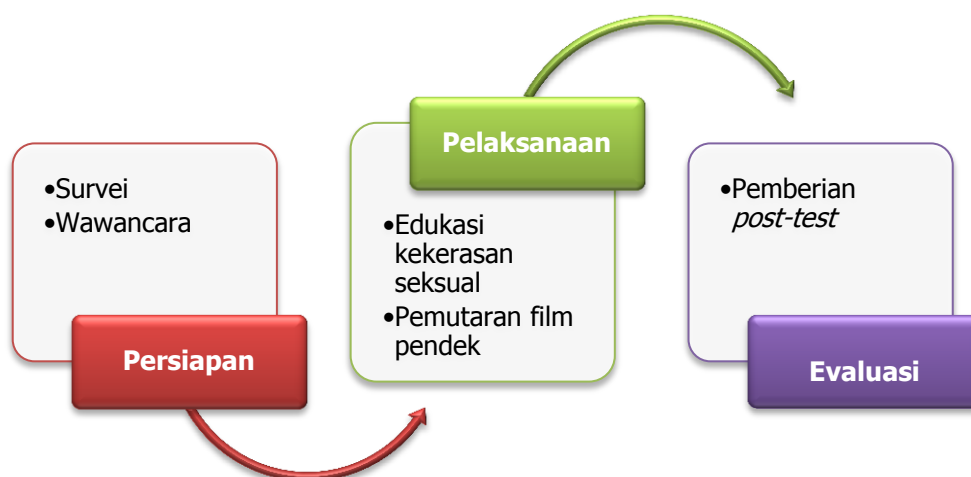 •Survei
•Wawancara
Persiapan
Pelaksanaan
•Edukasi
kekerasan
seksual
•Pemutaran film
pendek
•Pemberian
post-test
Evaluasi